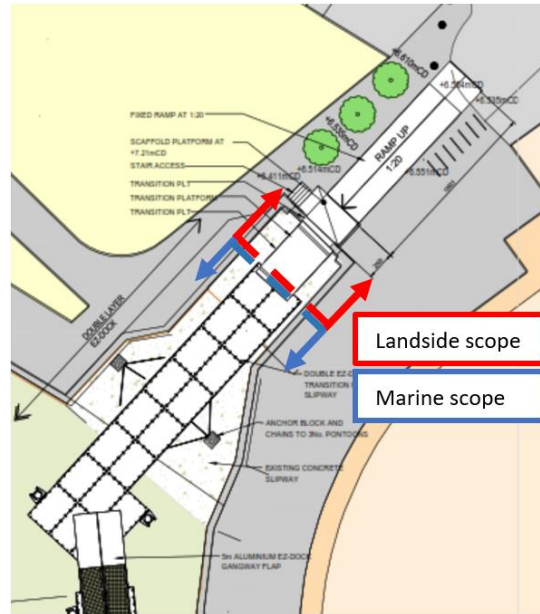 +6.610mCD
+6.564mCD
+6.535mCD
FIXED RAMP AT 1:20
+6.535mCD
RAMP UP
1:20
SCAFFOLD PLATFORM AT
+7.21mCD
STAIR ACCESS
+6.411mCD
+6.514mCD
+6.551mCD
TRANSITION PLT
TRANSITION PLATFORM
TRANSITION PLT
DOUBLE LAYER
EZ-DOCK
Landside scope
Marine scope
DOUBLE EZ-D
TRANSITION
SLIPWAY
ANCHOR BLOCK AND
CHAINS TO 3No. PONTOONS
EXISTING CONCRETE
SLIPWAY
5m ALUMINIUM EZ-DOCK
GANGWAY FLAP